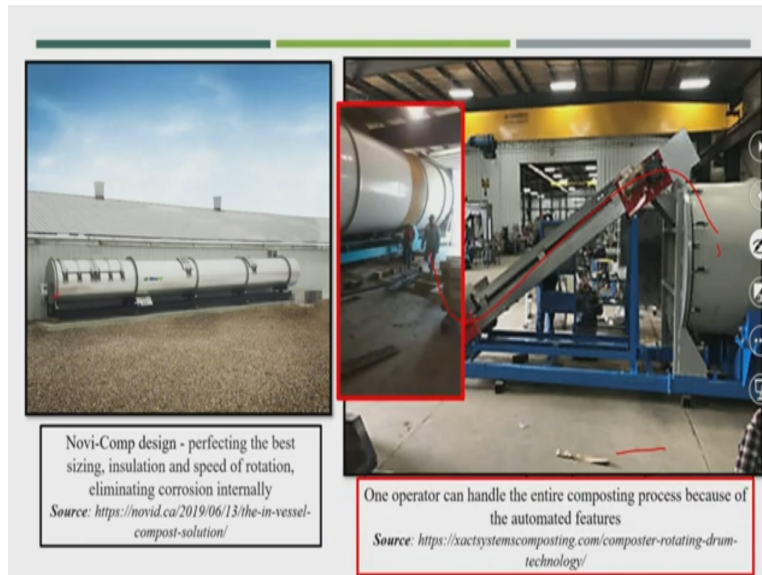 Novi-Comp design - perfecting the best
sizing, insulation and speed of rotation,
eliminating corrosion internally
Source: https://novid.ca/2019/06/13/the-in-vessel-
compost-solution/
One operator can handle the entire composting process because of
the automated features
Source: https://xactsystemscomposting.com/composter-rotating-drum-
technology/